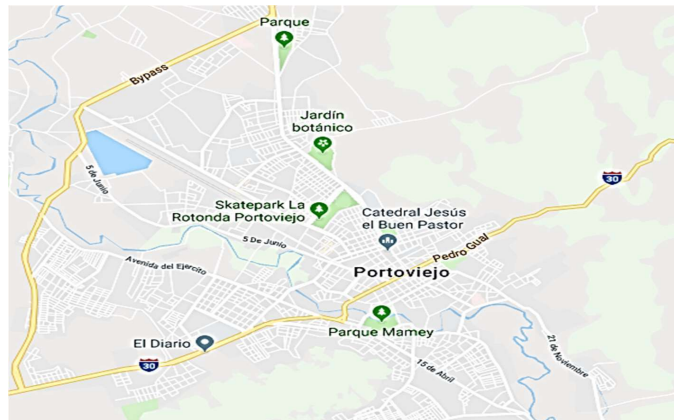 Parque
Bypass
Jardín
botánico
30
5 de Junio
Skatepark La
Rotonda Portoviejo
Catedral Jesús
el Buen Pastor
5 De Junio
Pedro Gual
Avenida del Ejercito
Portoviejo
Parque Mamey
El Diario
21 de Noviembre
30
15 de Abril